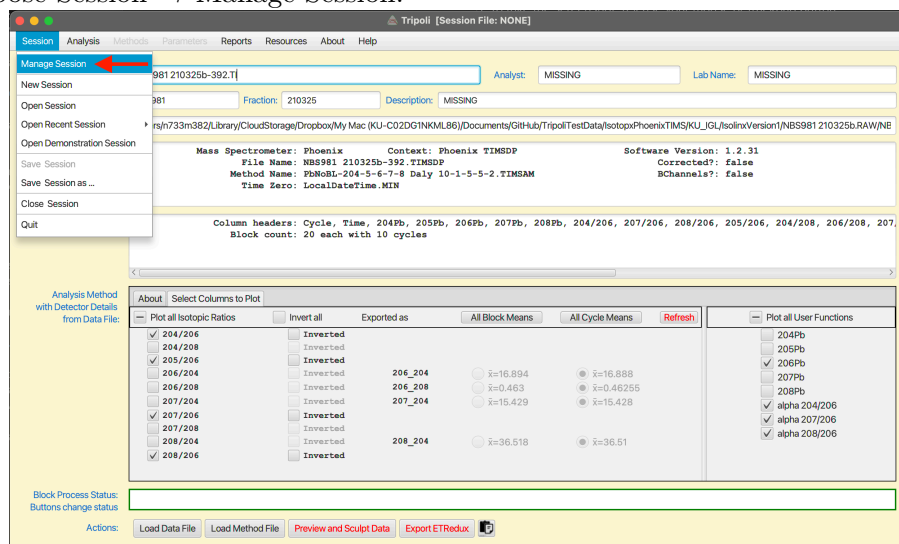 Tripoli [Session File: NONE]
Session Analysis Methods Parameters Reports Resources About Help
Manage Session
New Session
Open Session
Open Recent Session
Open Demonstration Session
Save Session
Save Session as ...
Close Session
Quit
981 210325b-392.TI
Analyst: MISSING
Lab Name: MISSING
981
Fraction: 210325
Description: MISSING
rs/n733m382/Library/CloudStorage/Dropbox/My Mac (KU-C02DG1NKML86)/Documents/GitHub/TripoliTestData/IsotopxPhoenixTIMS/KU_IGL/IsolinxVersion1/NBS981 210325b.RAW/NB
Mass Spectrometer: Phoenix Context: Phoenix TIMSDP Software Version: 1.2.31
File Name: NBS981 210325b-392.TIMSDP Corrected?: false
Method Name: PbNoBL-204-5-6-7-8 Daly 10-1-5-5-2.TIMSAM BChannels?: false
Time Zero: LocalDateTime.MIN
Column headers: Cycle, Time, 204Pb, 205Pb, 206Pb, 207Pb, 208Pb, 204/206, 207/206, 208/206, 205/206, 204/208, 206/208, 207,
Block count: 20 each with 10 cycles
Analysis Method
with Detector Details
from Data File:
About Select Columns to Plot
Plot all Isotopic Ratios Invert all Exported as All Block Means All Cycle Means Refresh
204/206 Inverted
204/208 Inverted
205/206 Inverted
206/204 Inverted 206_204 x̄=16.894 x̄=16.888
206/208 Inverted 206_208 x̄=0.463 x̄=0.46255
207/204 Inverted 207_204 x̄=15.429 x̄=15.428
207/206 Inverted
207/208 Inverted
208/204 Inverted 208_204 x̄=36.518 x̄=36.51
208/206 Inverted
Plot all User Functions
204Pb
205Pb
206Pb
207Pb
208Pb
alpha 204/206
alpha 207/206
alpha 208/206
Block Process Status:
Buttons change status
Actions: Load Data File Load Method File Preview and Sculpt Data Export ETRedux